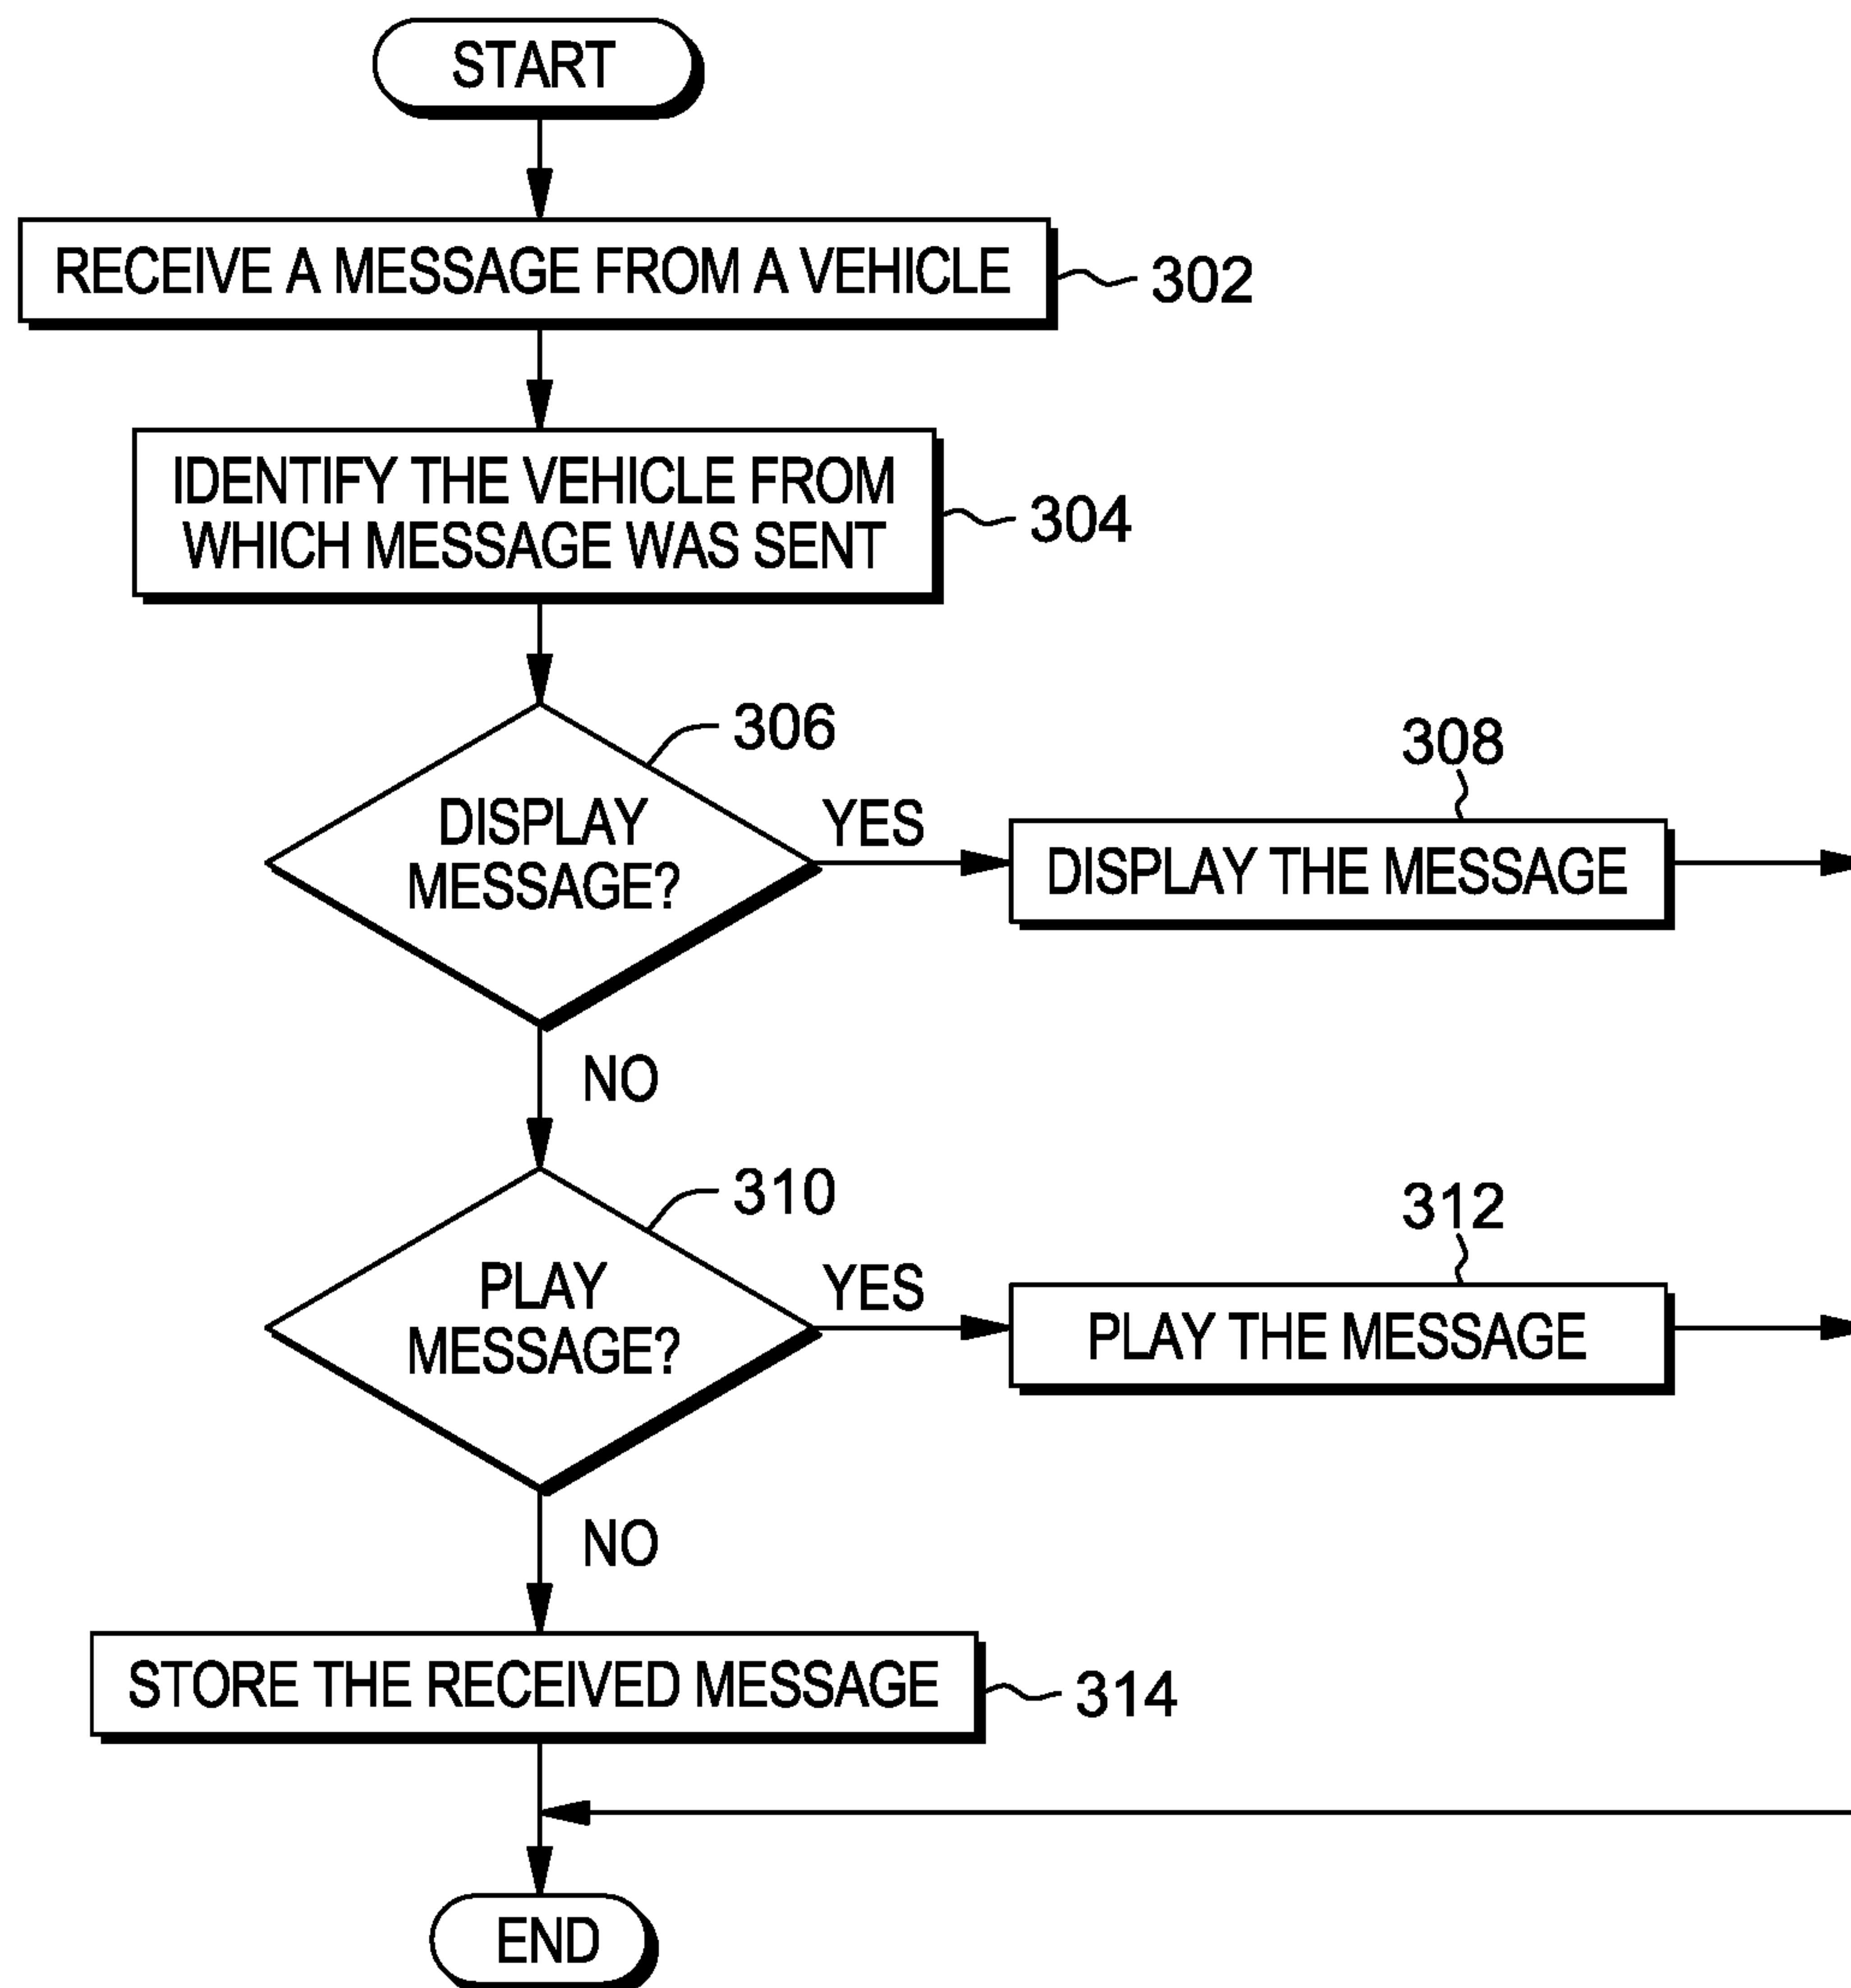 START
RECEIVE A MESSAGE FROM A VEHICLE
302
IDENTIFY THE VEHICLE FROM
WHICH MESSAGE WAS SENT
304
306
DISPLAY
MESSAGE?
YES
308
DISPLAY THE MESSAGE
NO
310
PLAY
MESSAGE?
YES
312
PLAY THE MESSAGE
NO
STORE THE RECEIVED MESSAGE
314
END